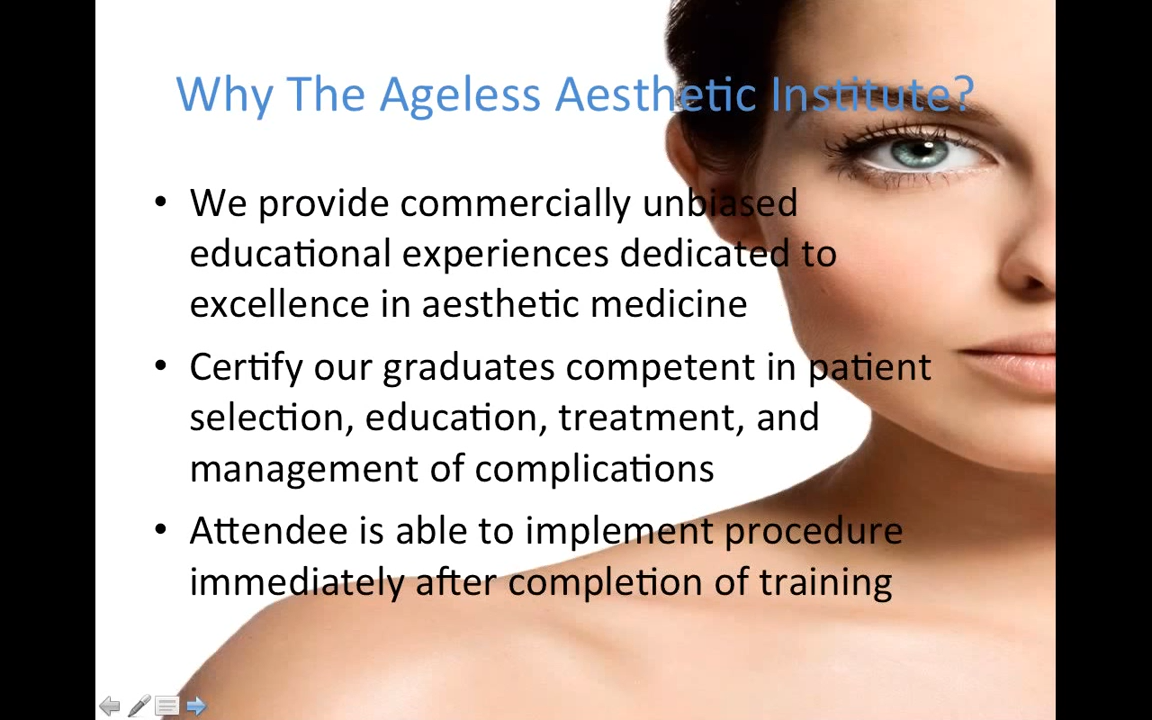 Why The Ageless Aesthetic Institute?
• We provide commercially unbiased
educational experiences dedicated to
excellence in aesthetic medicine
• Certify our graduates competent in patient
selection, education, treatment, and
management of complications
• Attendee is able to implement procedure
immediately after completion of training